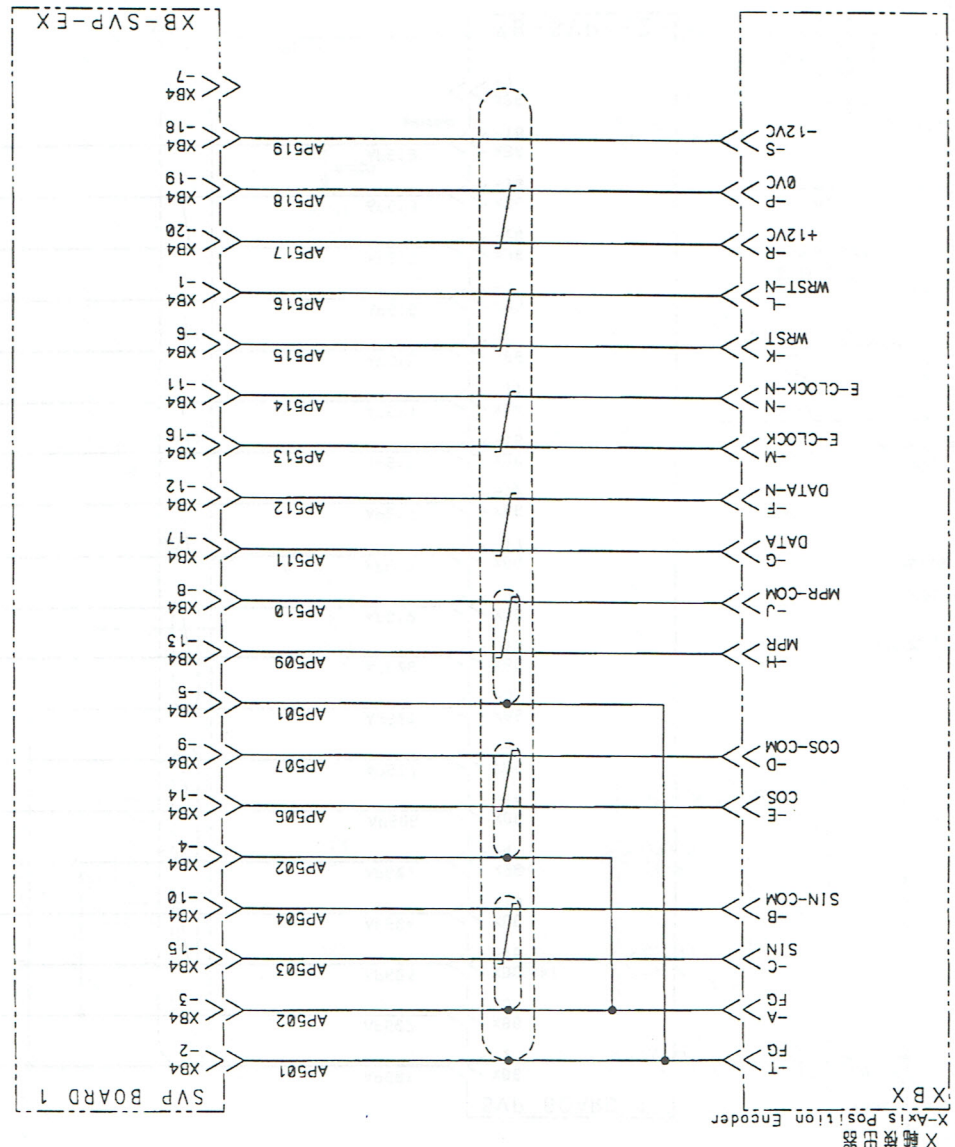 X軸検出器
X-Axis Position Encoder
XBX
SVP BOARD 1
-T
FG
AP501
XB4
-2
-A
FG
AP502
XB4
-3
-C
SIN
AP503
XB4
-15
-B
SIN-COM
AP504
XB4
-10
AP502
XB4
-4
-E
COS
AP506
XB4
-14
-D
COS-COM
AP507
XB4
-9
AP501
XB4
-5
-H
MPR
AP509
XB4
-13
-J
MPR-COM
AP510
XB4
-8
-G
DATA
AP511
XB4
-17
-F
DATA-N
AP512
XB4
-12
-M
E-CLOCK
AP513
XB4
-16
-N
E-CLOCK-N
AP514
XB4
-11
-K
WRST
AP515
XB4
-6
-L
WRST-N
AP516
XB4
-1
-R
+12VC
AP517
XB4
-20
-P
0VC
AP518
XB4
-19
-S
-12VC
AP519
XB4
-18
XB4
-7
XB-SVP-EX